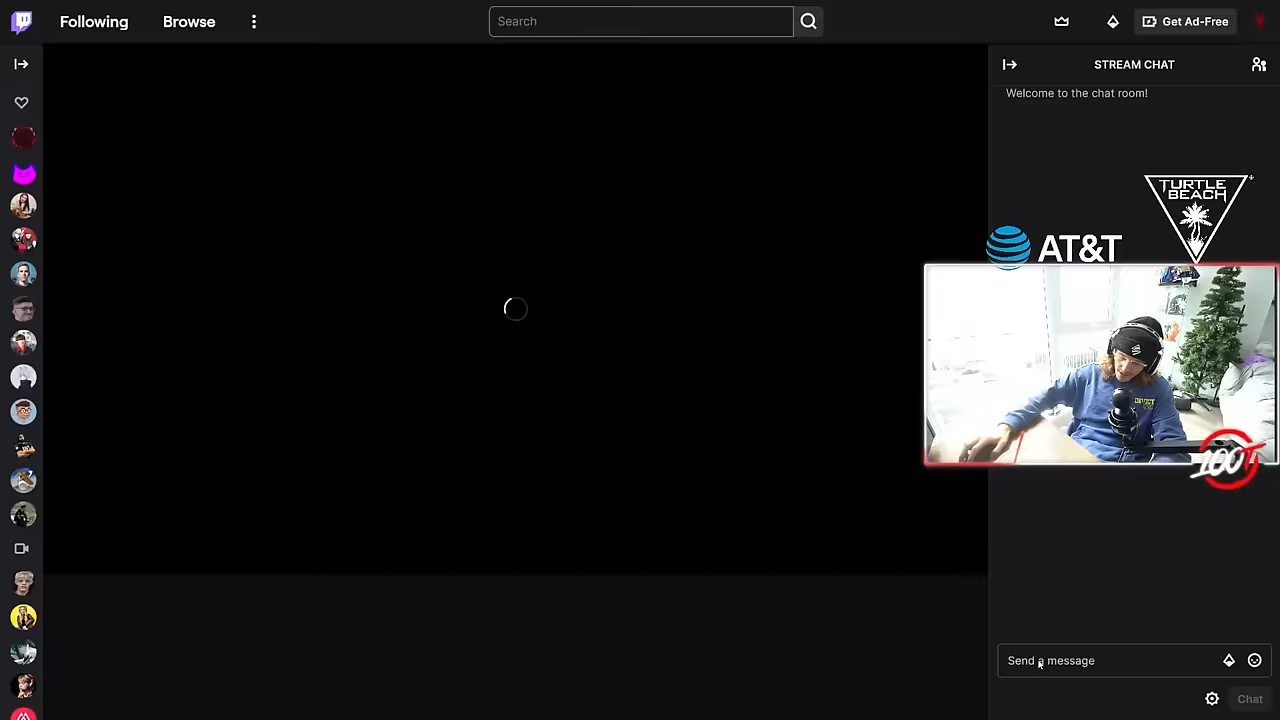 Following
Browse
Search
Get Ad-Free
STREAM CHAT
Welcome to the chat room!
TURTLE
BEACH
AT&T
100T
Send a message
Chat